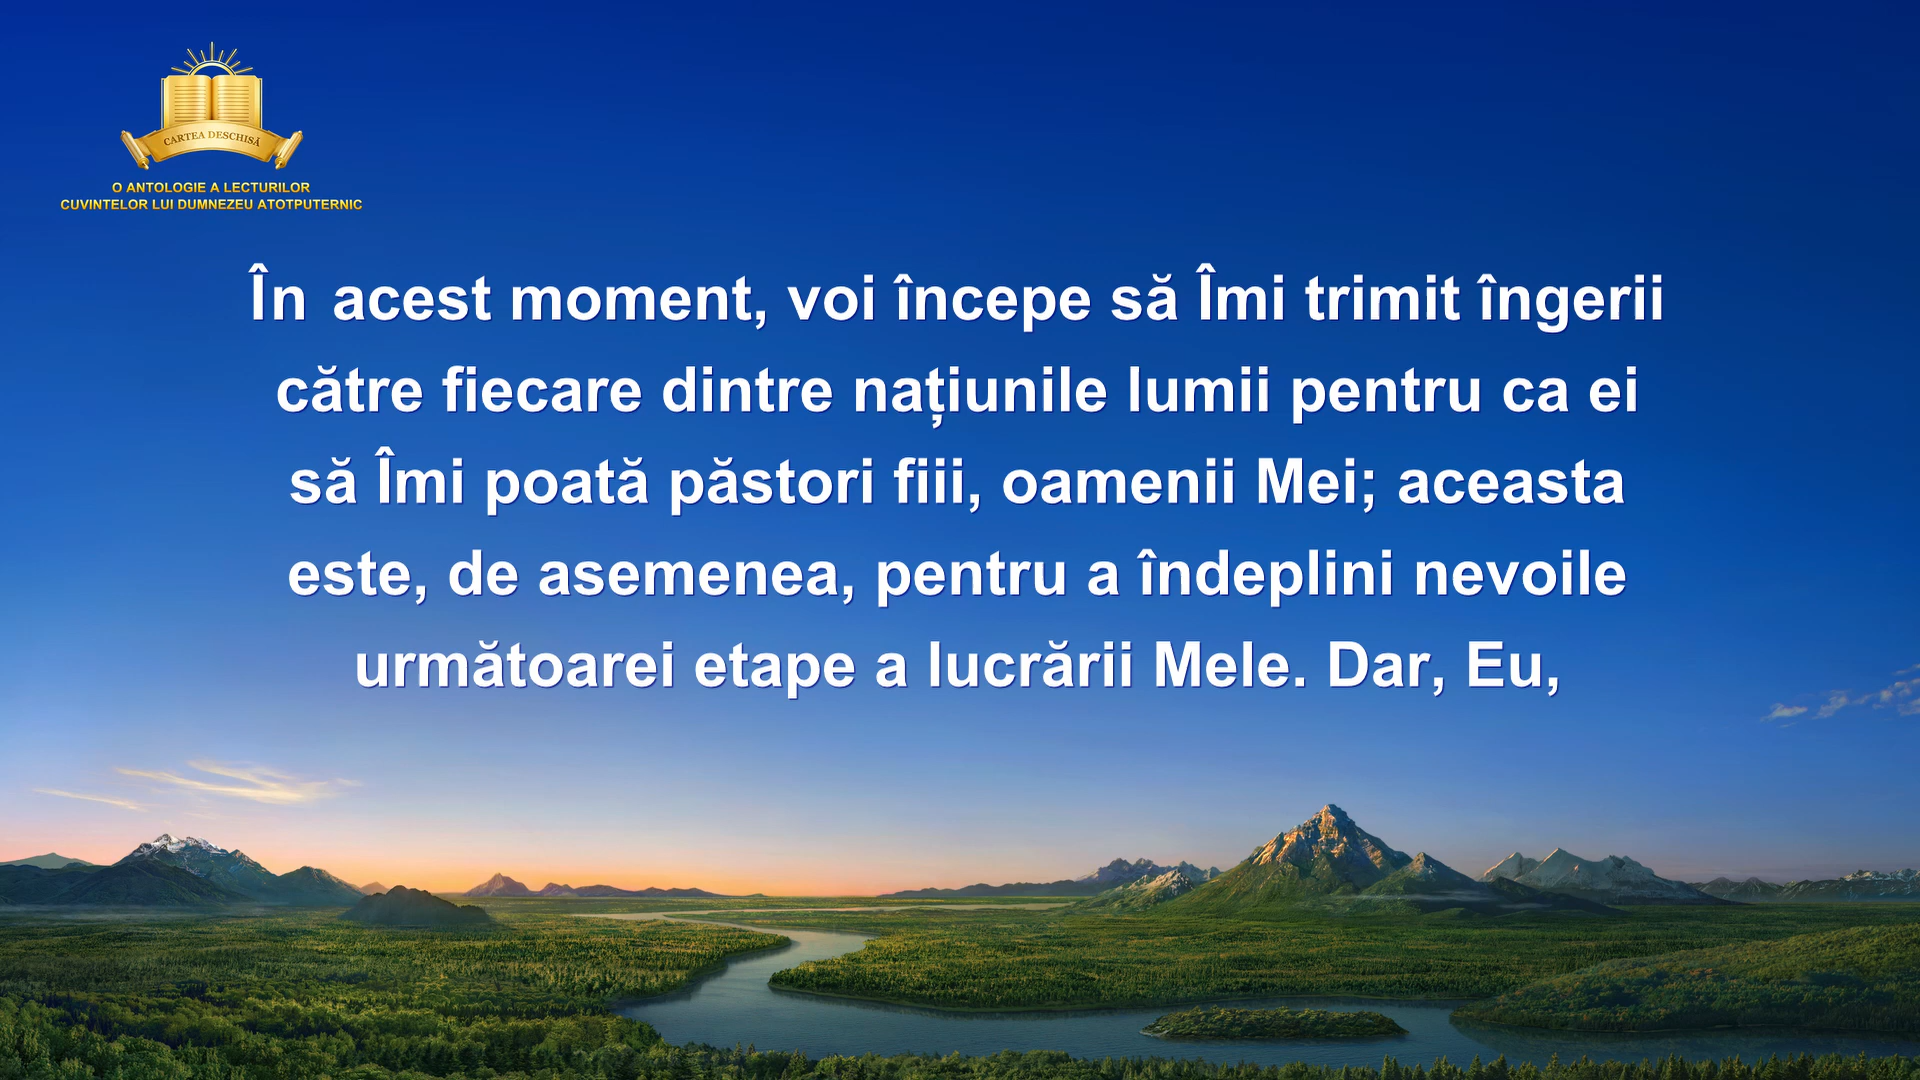 CARTEA DESCHISĂ
O ANTOLOGIE A LECTURILOR
CUVINTELOR LUI DUMNEZEU ATOTPUTERNIC
În acest moment, voi începe să Îmi trimit îngerii
către fiecare dintre națiunile lumii pentru ca ei
să Îmi poată păstori fiii, oamenii Mei; aceasta
este, de asemenea, pentru a îndeplini nevoile
următoarei etape a lucrării Mele. Dar, Eu,